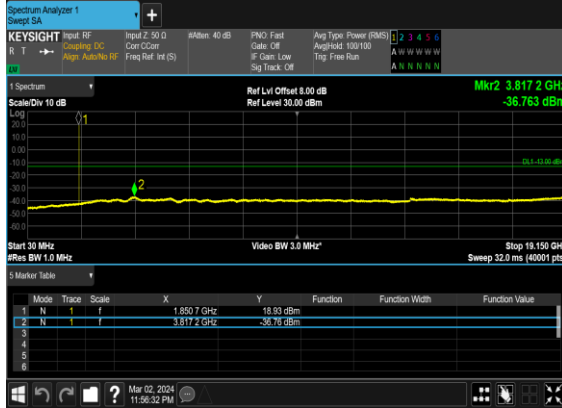 Spectrum Analyzer 1
Swept SA
+
KEYSIGHT Input: RF Input Z: 50 Ω #Atten: 40 dB PNO: Fast Avg Type: Power (RMS) 1 2 3 4 5 6
R T Coupling: DC Corr CCorr Gate: Off Avg|Hold: 100/100 A W W W W W
Align: Auto/No RF Freq Ref: Int (S) IF Gain: Low Trig: Free Run
Sig Track: Off A N N N N N
1 Spectrum Ref Lvl Offset 8.00 dB Mkr2 3.817 2 GHz
Scale/Div 10 dB Ref Level 30.00 dBm -36.763 dBm
Log
1
20.0
10.0
0.00
-10.0
DL1 -13.00 dBm
-20.0
-30.0
2
-40.0
-50.0
-60.0
Start 30 MHz Video BW 3.0 MHz* Stop 19.150 GHz
#Res BW 1.0 MHz Sweep 32.0 ms (40001 pts)
5 Marker Table
Mode Trace Scale X Y Function Function Width Function Value
1 N 1 f 1.850 7 GHz 18.93 dBm
2 N 1 f 3.817 2 GHz -36.76 dBm
3
4
5
6
? Mar 02, 2024
11:56:32 PM